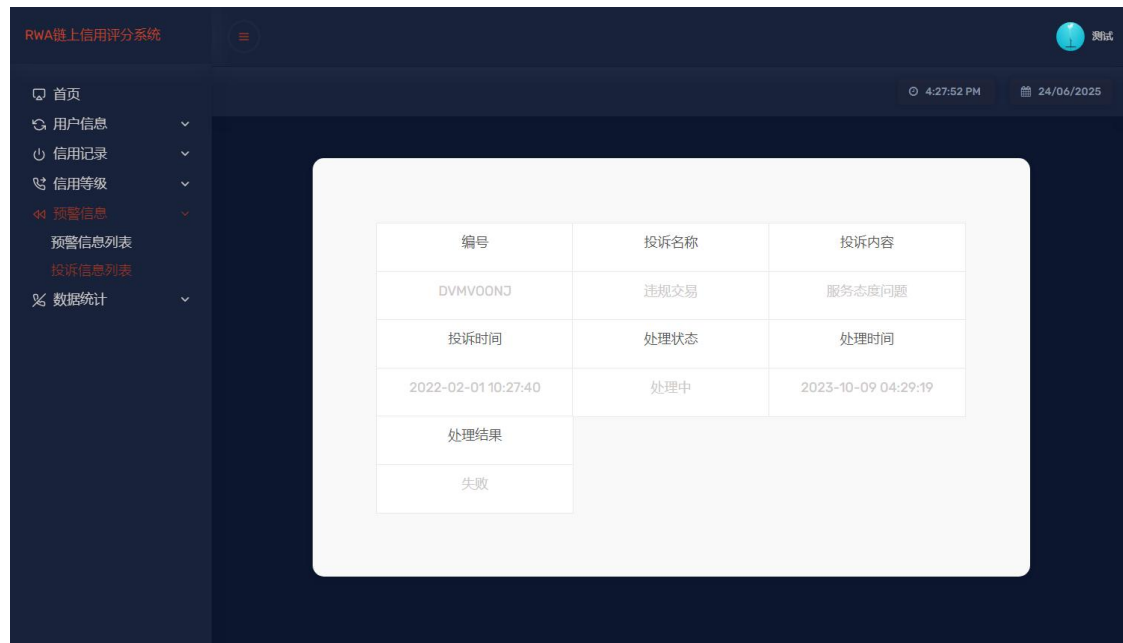 RWA链上信用评分系统
测试
4:27:52 PM
24/06/2025
首页
用户信息
信用记录
信用等级
预警信息
预警信息列表
投诉信息列表
数据统计
编号 投诉名称 投诉内容
DVMVOONJ 违规交易 服务态度问题
投诉时间 处理状态 处理时间
2022-02-01 10:27:40 处理中 2023-10-09 04:29:19
处理结果
失败